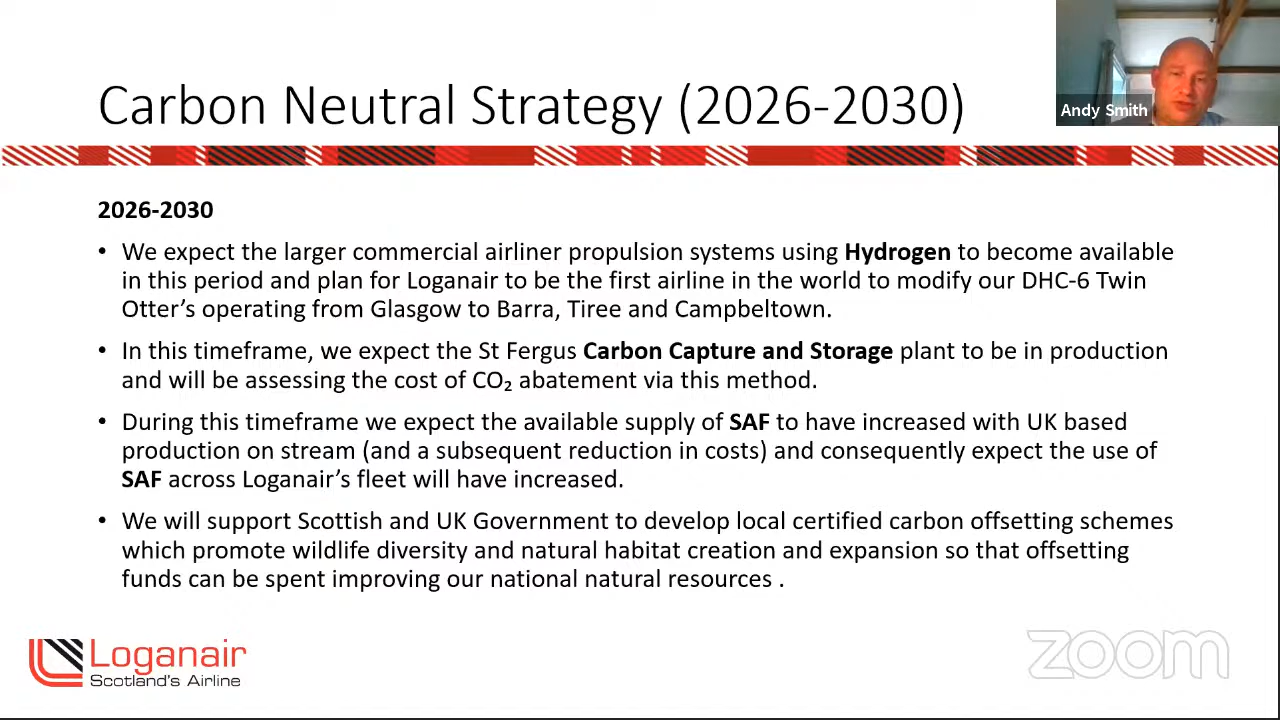 Carbon Neutral Strategy (2026-2030)
Andy Smith
2026-2030
• We expect the larger commercial airliner propulsion systems using Hydrogen to become available
in this period and plan for Loganair to be the first airline in the world to modify our DHC-6 Twin
Otter’s operating from Glasgow to Barra, Tiree and Campbeltown.
• In this timeframe, we expect the St Fergus Carbon Capture and Storage plant to be in production
and will be assessing the cost of CO₂ abatement via this method.
• During this timeframe we expect the available supply of SAF to have increased with UK based
production on stream (and a subsequent reduction in costs) and consequently expect the use of
SAF across Loganair’s fleet will have increased.
• We will support Scottish and UK Government to develop local certified carbon offsetting schemes
which promote wildlife diversity and natural habitat creation and expansion so that offsetting
funds can be spent improving our national natural resources .
Loganair
Scotland's Airline
zoom